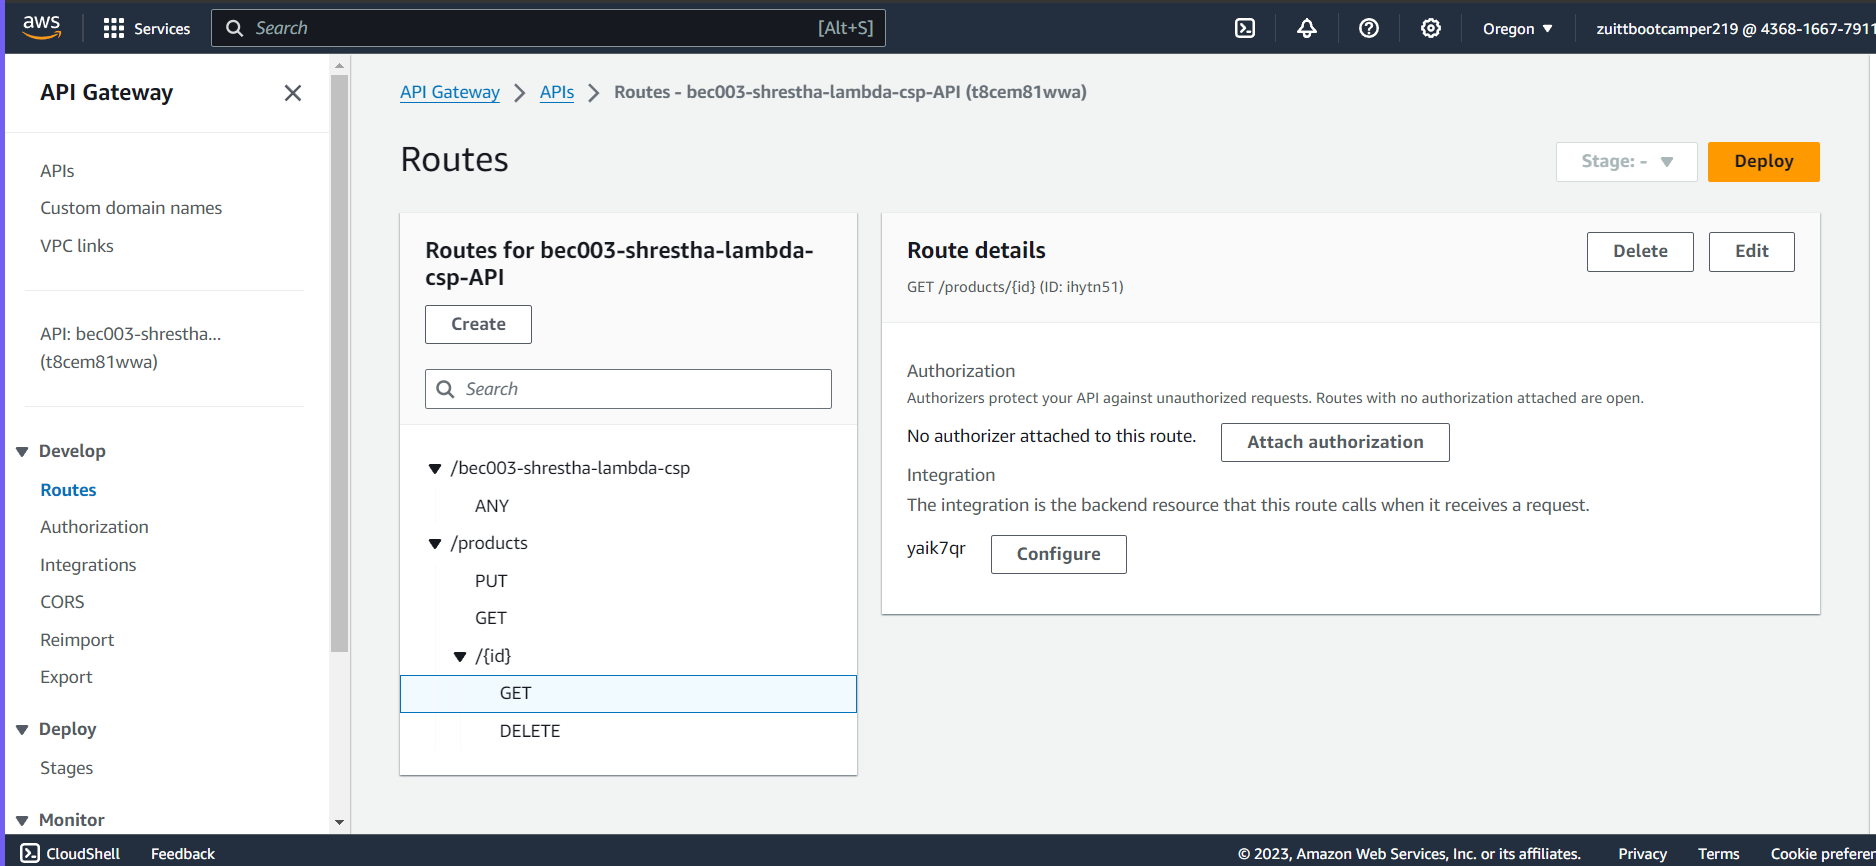 aws
Services
Search
[Alt+S]
Oregon
zuittbootcamper219 @ 4368-1667-7911
API Gateway
APIs
Custom domain names
VPC links
API: bec003-shrestha...
(t8cem81wwa)
Develop
Routes
Authorization
Integrations
CORS
Reimport
Export
Deploy
Stages
Monitor
API Gateway
APIs
Routes - bec003-shrestha-lambda-csp-API (t8cem81wwa)
Routes
Stage: -
Deploy
Routes for bec003-shrestha-lambda-
csp-API
Create
Search
/bec003-shrestha-lambda-csp
ANY
/products
PUT
GET
/{id}
GET
DELETE
Route details
Delete
Edit
GET /products/{id} (ID: ihytn51)
Authorization
Authorizers protect your API against unauthorized requests. Routes with no authorization attached are open.
No authorizer attached to this route.
Attach authorization
Integration
The integration is the backend resource that this route calls when it receives a request.
yaik7qr
Configure
CloudShell
Feedback
© 2023, Amazon Web Services, Inc. or its affiliates.
Privacy
Terms
Cookie preferen